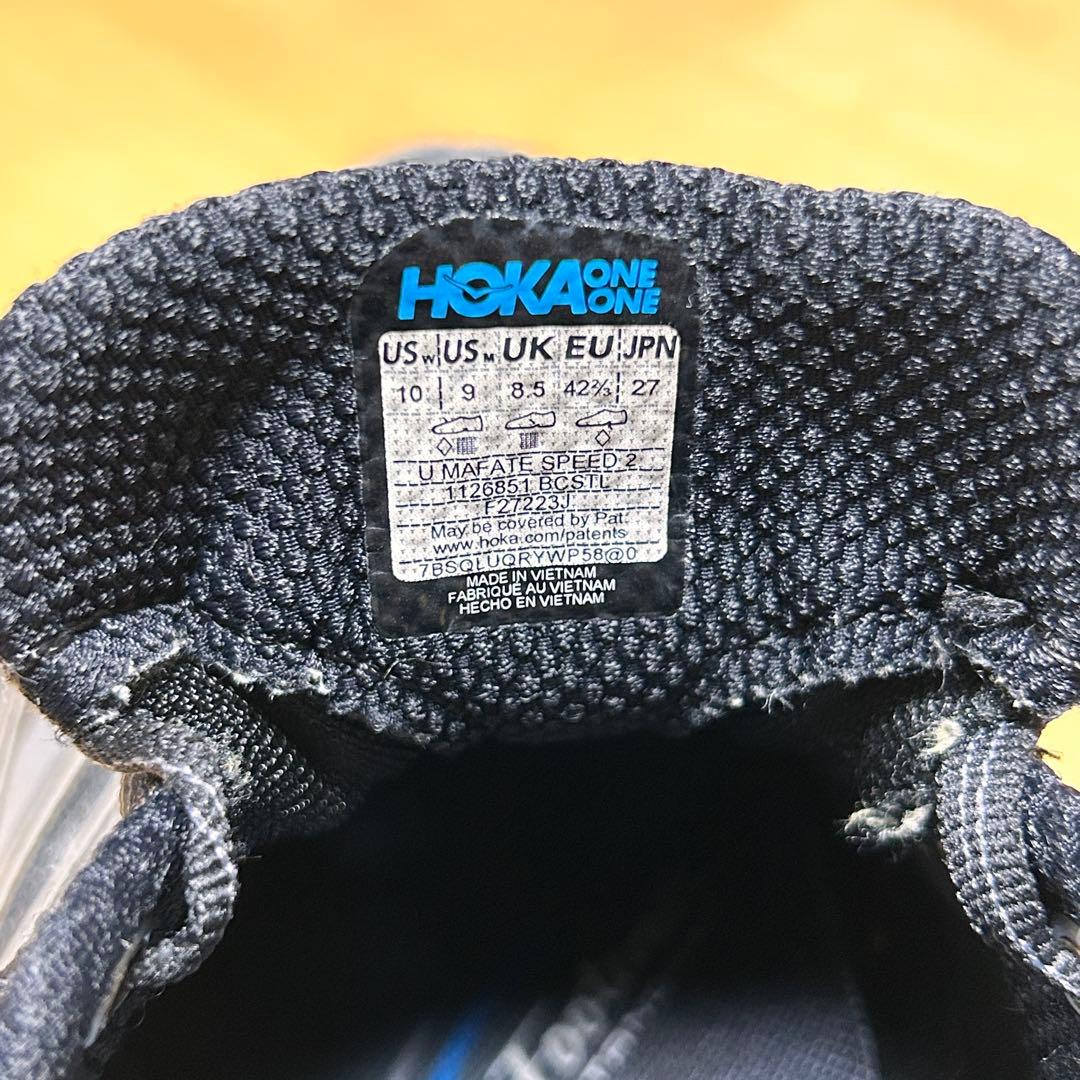 HOKA ONE ONE
US W US M UK EU JPN
10 9 8.5 42⅔ 27
U MAFATE SPEED 2
1126851 BCSTL
F27223J
May be covered by Pat.
www.hoka.com/patents
7BSQLUQRYWP58@0
MADE IN VIETNAM
FABRIQUÉ AU VIETNAM
HECHO EN VIETNAM